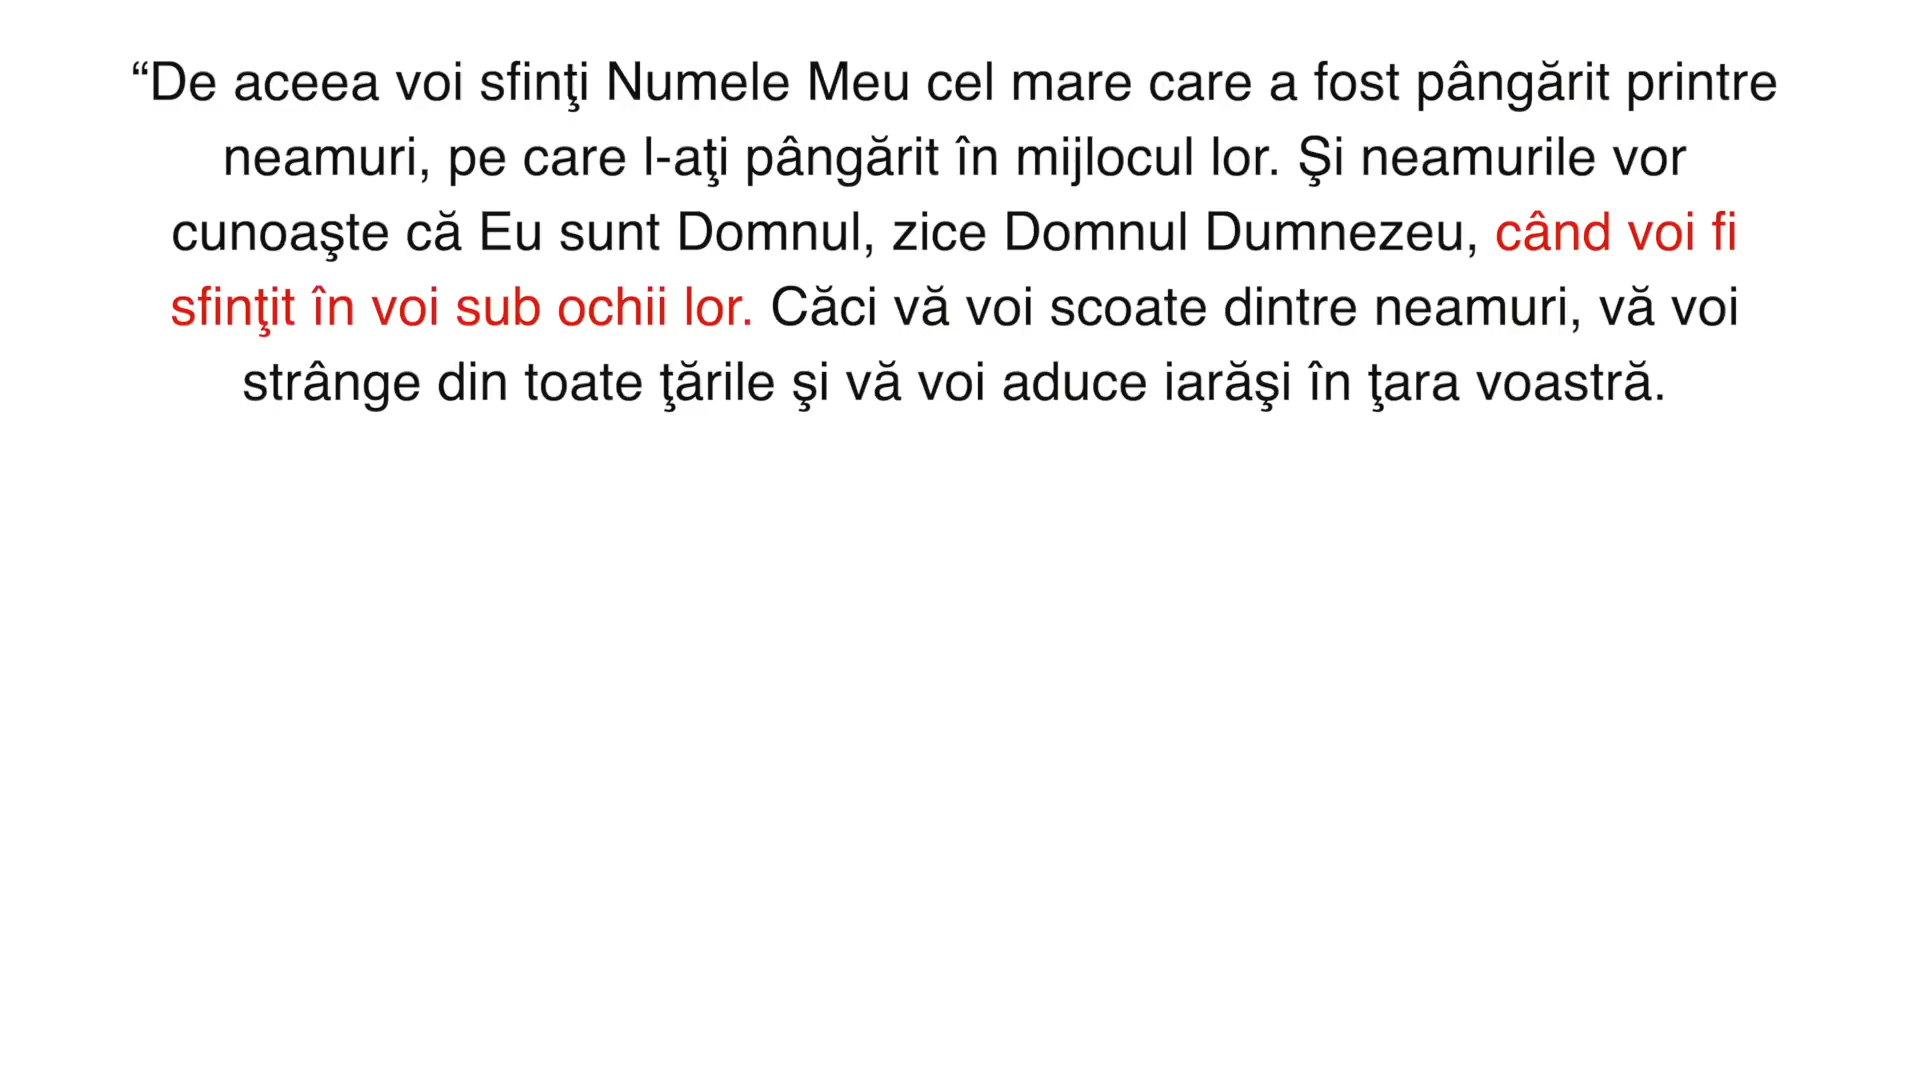 “De aceea voi sfinţi Numele Meu cel mare care a fost pângărit printre
neamuri, pe care l-aţi pângărit în mijlocul lor. Şi neamurile vor
cunoaşte că Eu sunt Domnul, zice Domnul Dumnezeu, când voi fi
sfinţit în voi sub ochii lor. Căci vă voi scoate dintre neamuri, vă voi
strânge din toate ţările şi vă voi aduce iarăşi în ţara voastră.